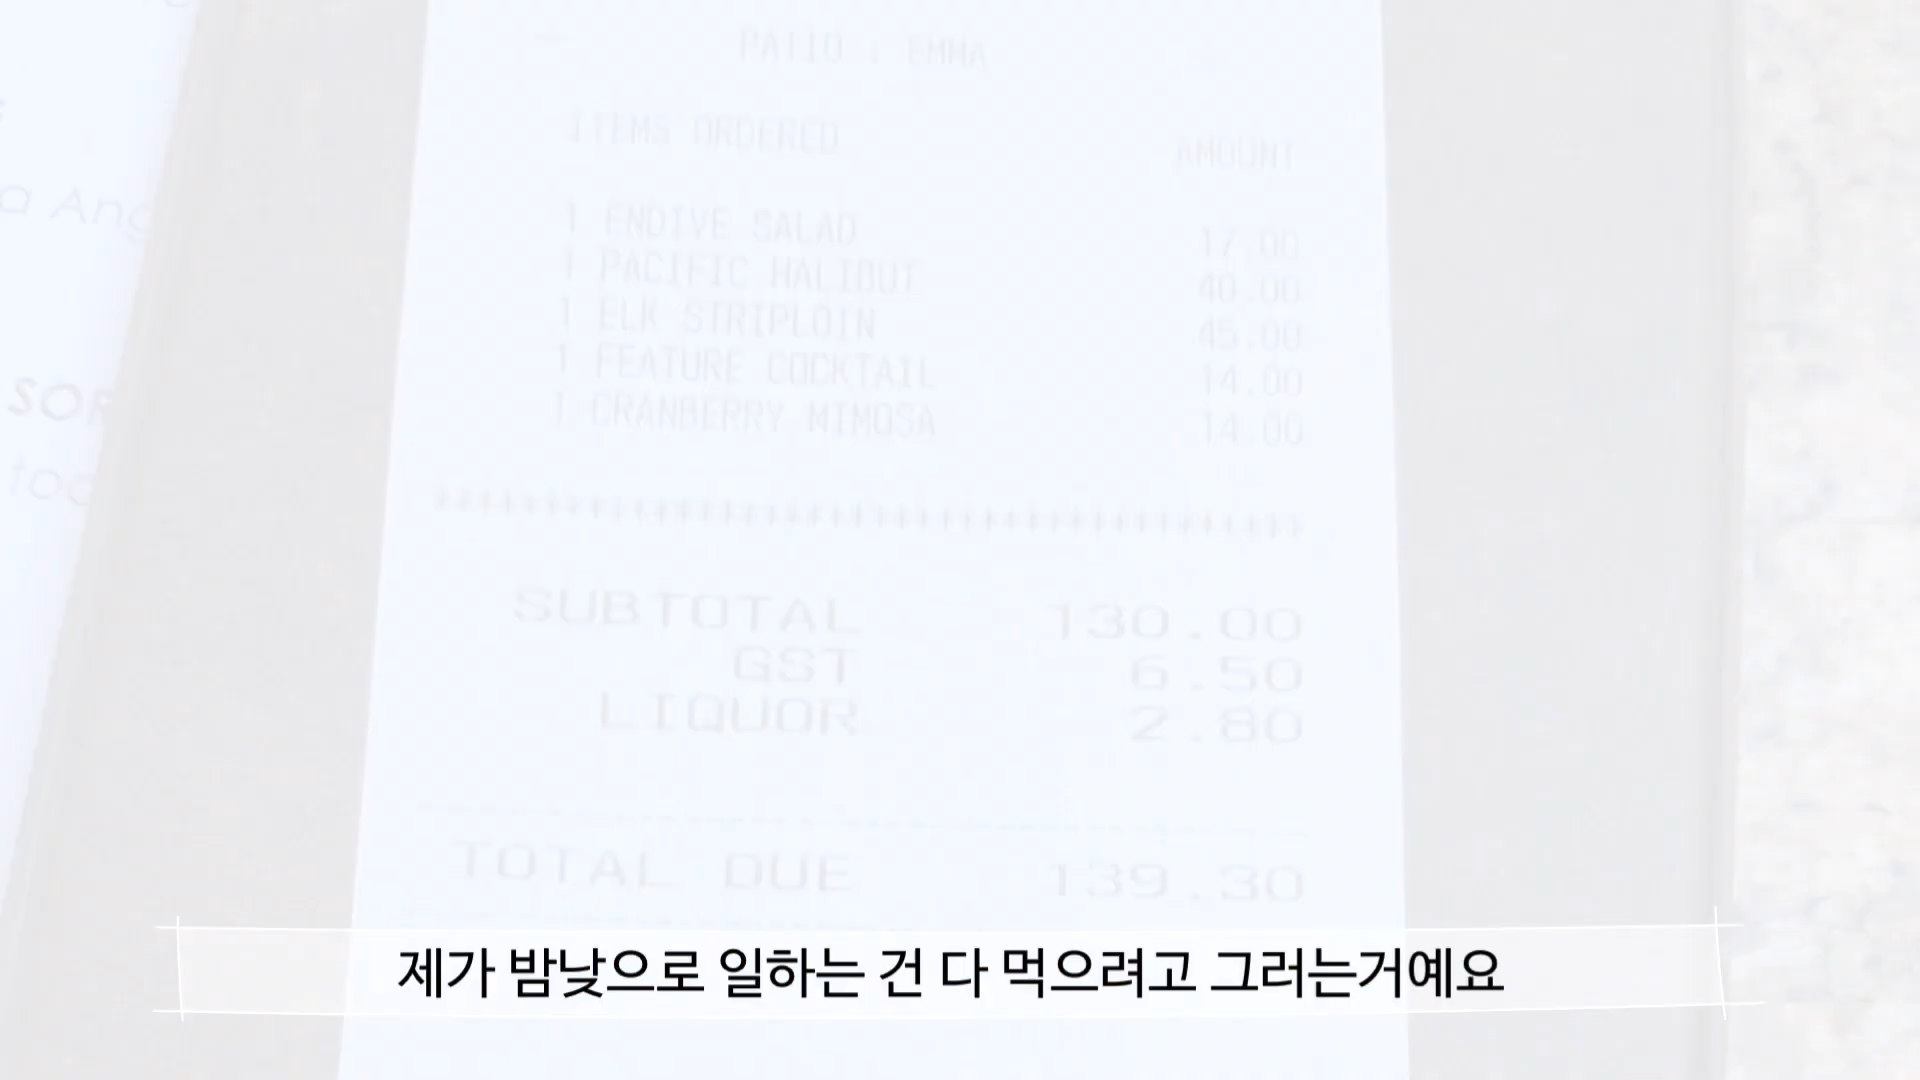 PATIO : EMMA
ITEMS ORDERED AMOUNT
1 ENDIVE SALAD 17.00
1 PACIFIC HALIBUT 40.00
1 ELK STRIPLOIN 45.00
1 FEATURE COCKTAIL 14.00
1 CRANBERRY MIMOSA 14.00
SUBTOTAL 130.00
GST 6.50
LIQUOR 2.80
TOTAL DUE 139.30
a Ang
SOR
too
제가 밤낮으로 일하는 건 다 먹으려고 그러는거예요